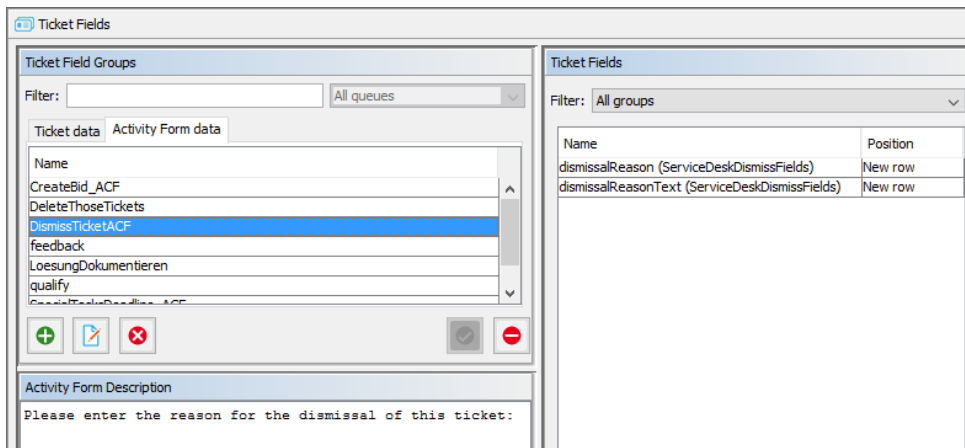 Ticket Fields
Ticket Field Groups
Filter:
All queues
Ticket data
Activity Form data
Name
CreateBid_ACF
DeleteThoseTickets
DismissTicketACF
feedback
LoesungDokumentieren
qualify
SpecialTasksDeadline_ACF
Activity Form Description
Please enter the reason for the dismissal of this ticket:
Ticket Fields
Filter: All groups
Name Position
dismissalReason (ServiceDeskDismissFields) New row
dismissalReasonText (ServiceDeskDismissFields) New row